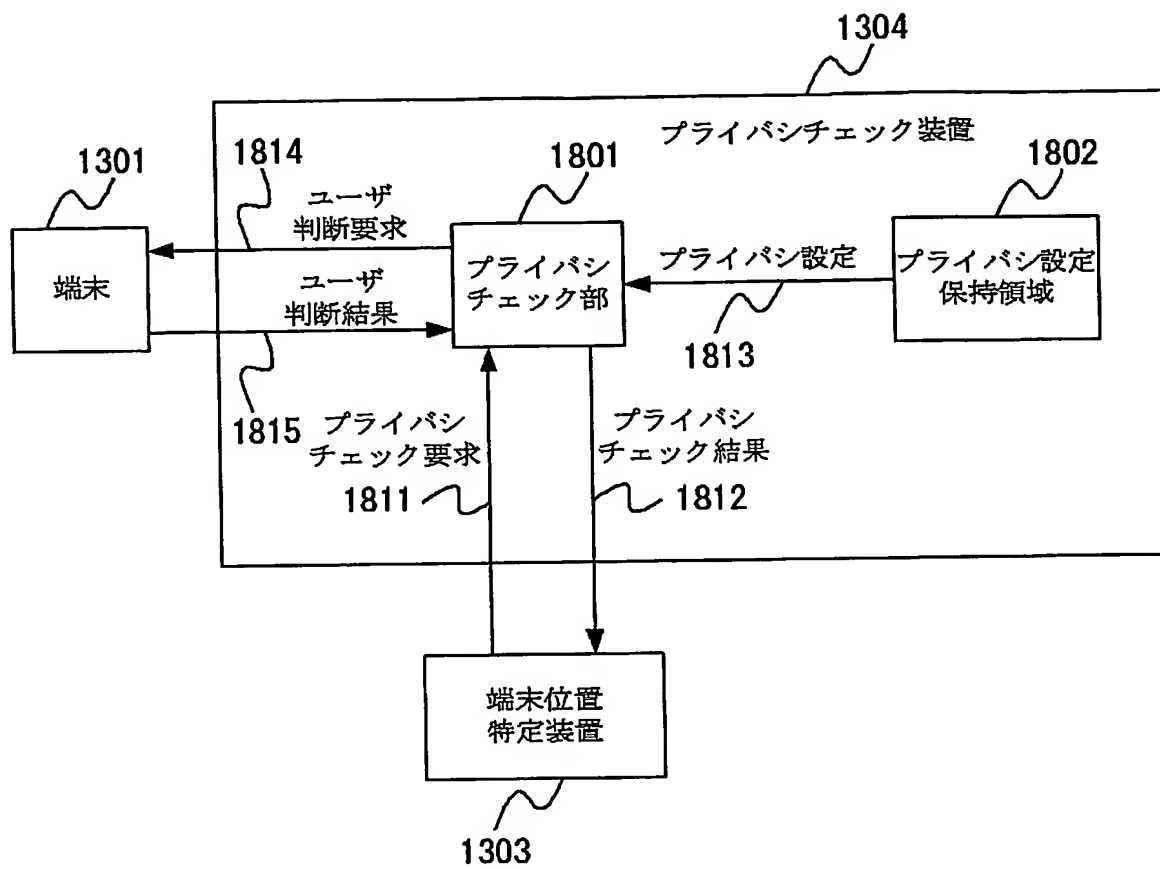 1304
プライバシチェック装置
1301
1814
1801
1802
ユーザ
判断要求
端末
プライバシ
チェック部
プライバシ設定
プライバシ設定
保持領域
ユーザ
判断結果
1813
1815
プライバシ
チェック要求
プライバシ
チェック結果
1811
1812
端末位置
特定装置
1303